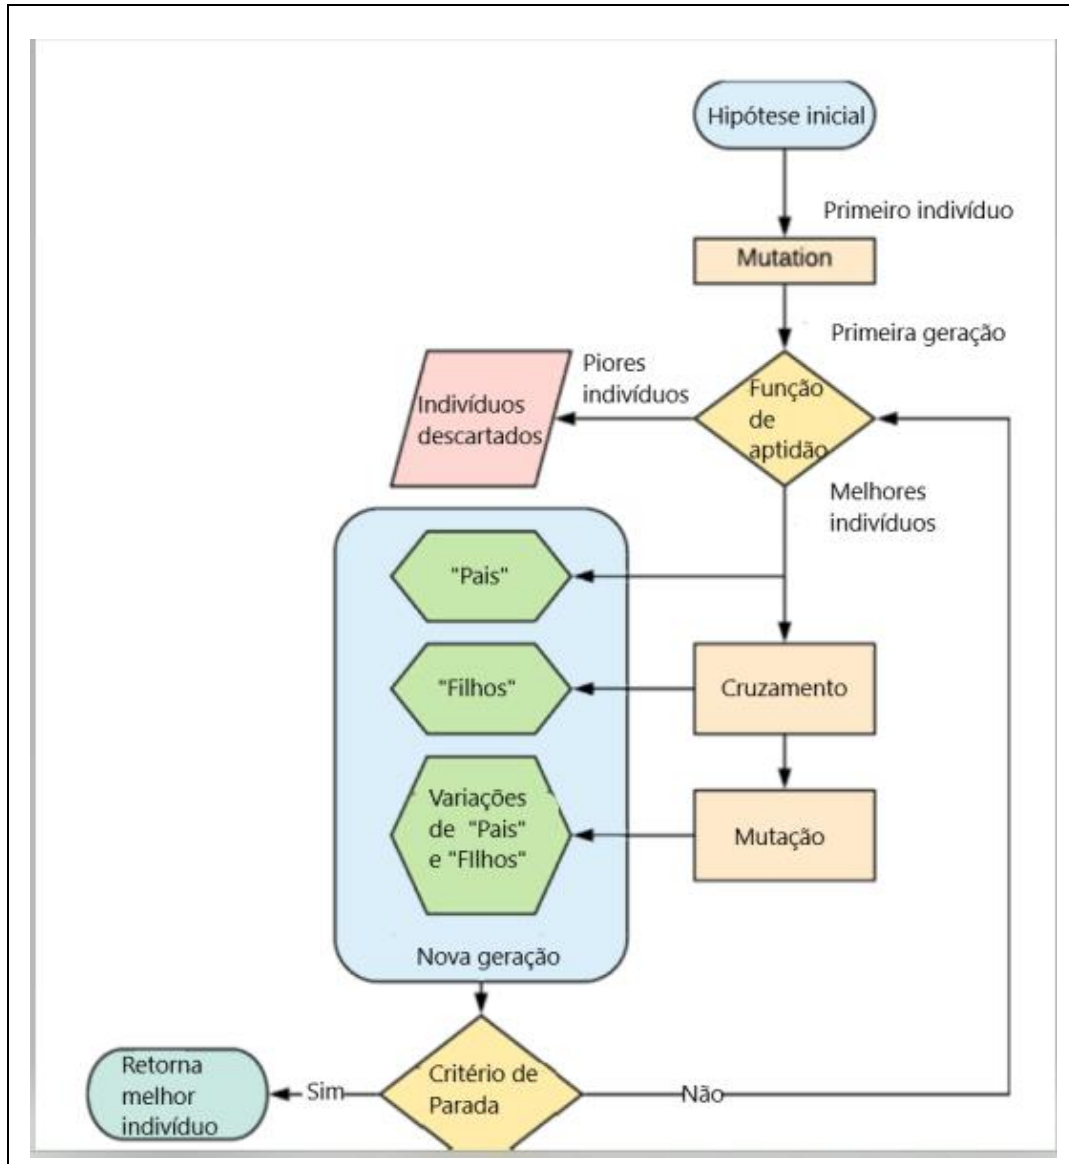 Hipótese inicial
Primeiro indivíduo
Mutation
Primeira geração
Piores
indivíduos
Função
de
aptidão
Indivíduos
descartados
Melhores
indivíduos
"Pais"
"Filhos"
Cruzamento
Variações
de "Pais"
e "FIlhos"
Mutação
Nova geração
Critério de
Parada
Sim
Não
Retorna
melhor
indivíduo